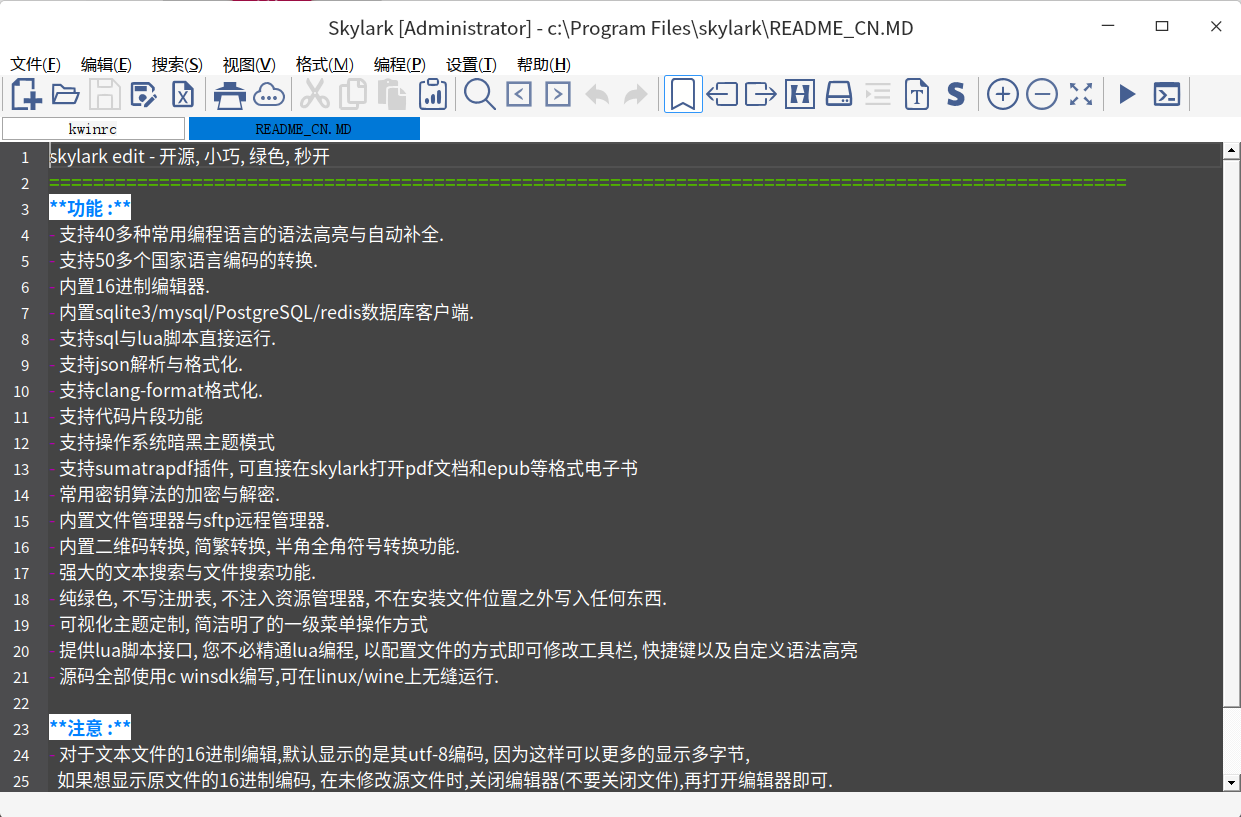 Skylark [Administrator] - c:\Program Files\skylark\README_CN.MD
文件(F) 编辑(E) 搜索(S) 视图(V) 格式(M) 编程(P) 设置(T) 帮助(H)
kwinrc README_CN.MD
1 skylark edit - 开源, 小巧, 绿色, 秒开
2 ==================================================================================================
3 **功能 :**
4 支持40多种常用编程语言的语法高亮与自动补全.
5 支持50多个国家语言编码的转换.
6 内置16进制编辑器.
7 内置sqlite3/mysql/PostgreSQL/redis数据库客户端.
8 支持sql与lua脚本直接运行.
9 支持json解析与格式化.
10 支持clang-format格式化.
11 支持代码片段功能
12 支持操作系统暗黑主题模式
13 支持sumatrapdf插件, 可直接在skylark打开pdf文档和epub等格式电子书
14 常用密钥算法的加密与解密.
15 内置文件管理器与sftp远程管理器.
16 内置二维码转换, 简繁转换, 半角全角符号转换功能.
17 强大的文本搜索与文件搜索功能.
18 纯绿色, 不写注册表, 不注入资源管理器, 不在安装文件位置之外写入任何东西.
19 可视化主题定制, 简洁明了的一级菜单操作方式
20 提供lua脚本接口, 您不必精通lua编程, 以配置文件的方式即可修改工具栏, 快捷键以及自定义语法高亮
21 源码全部使用c winsdk编写,可在linux/wine上无缝运行.
22
23 **注意 :**
24 对于文本文件的16进制编辑,默认显示的是其utf-8编码, 因为这样可以更多的显示多字节,
25 如果想显示原文件的16进制编码, 在未修改源文件时,关闭编辑器(不要关闭文件),再打开编辑器即可.